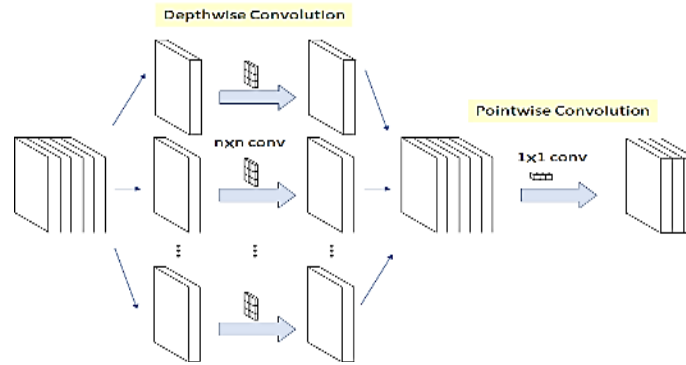 Depthwise Convolution
Pointwise Convolution
nxn conv
1x1 conv